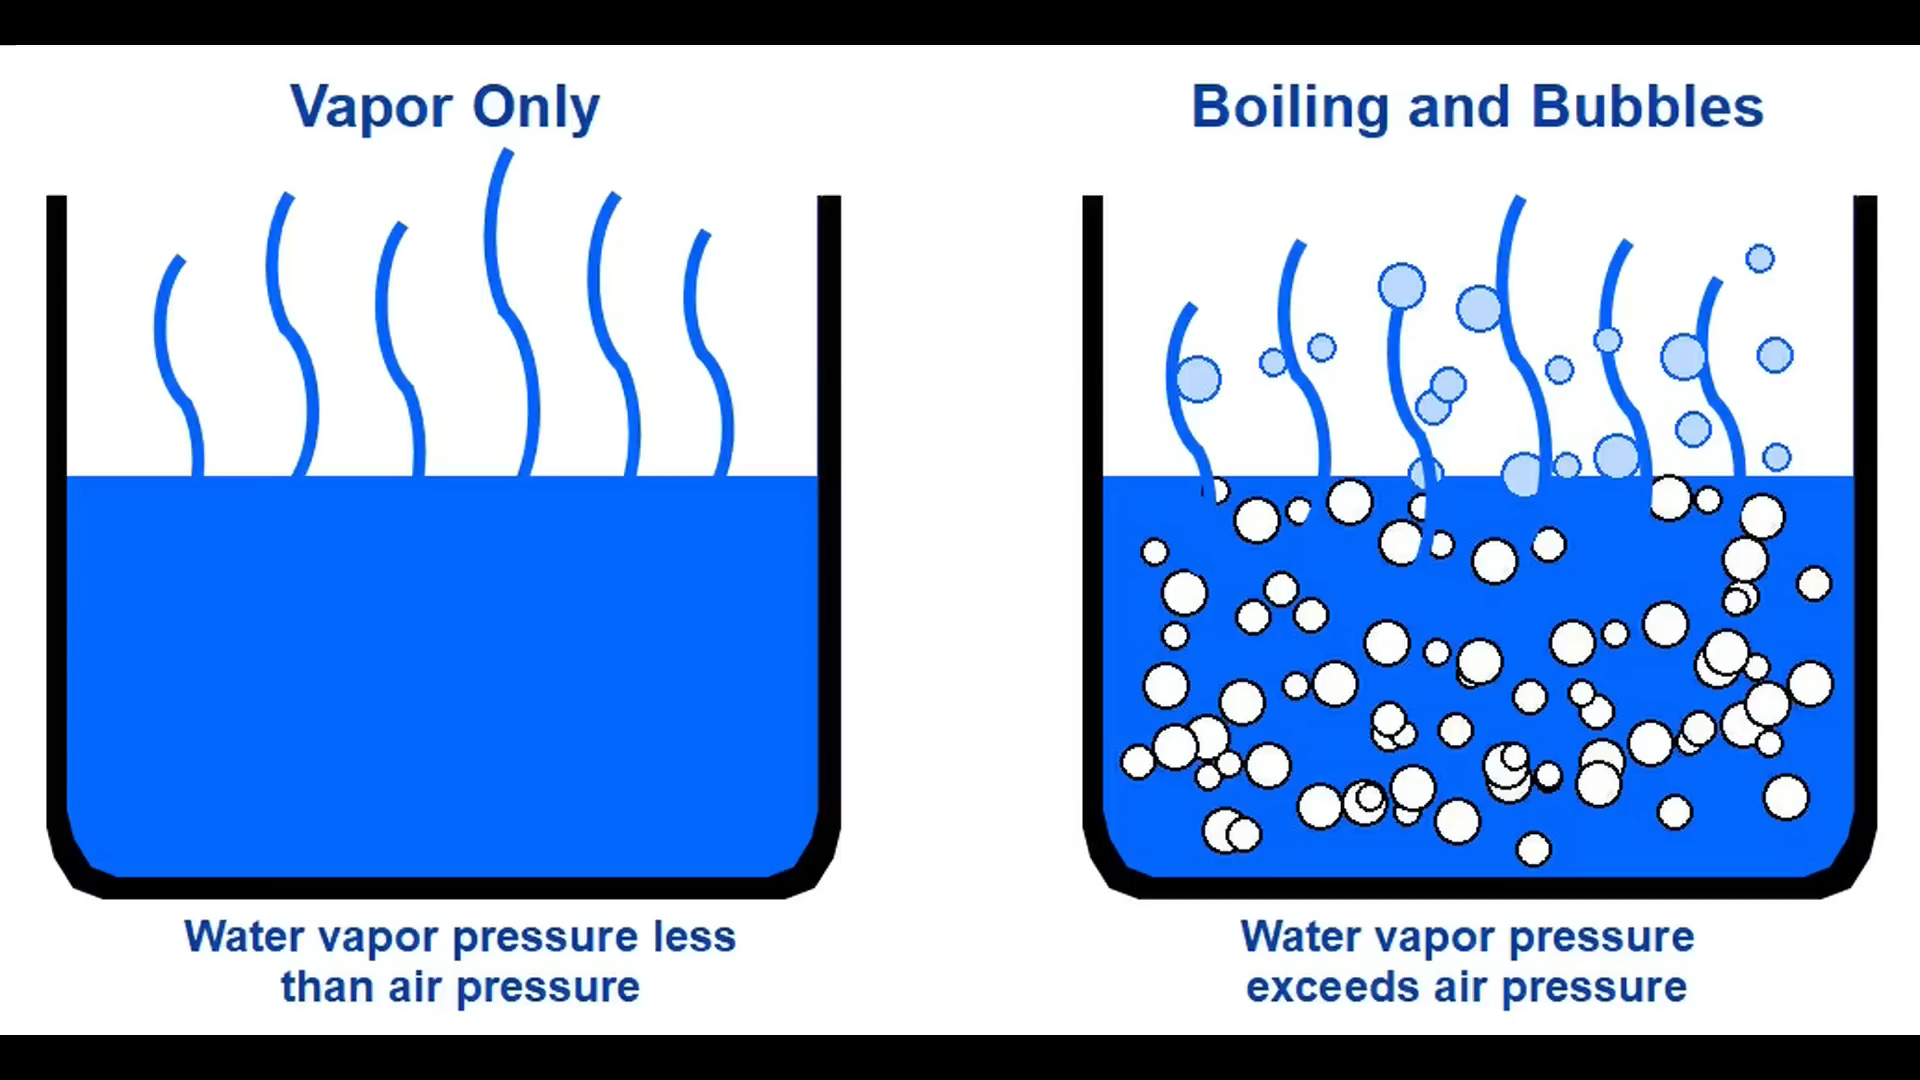 Vapor Only
Water vapor pressure less
than air pressure
Boiling and Bubbles
Water vapor pressure
exceeds air pressure